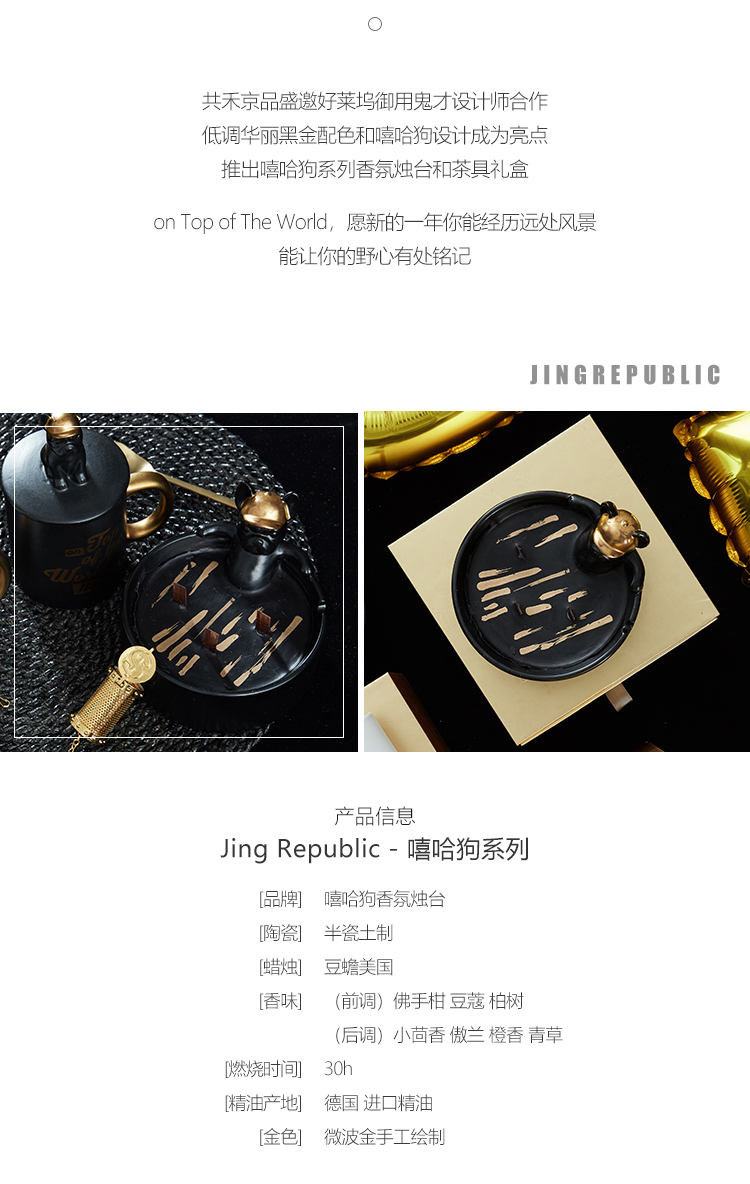 共禾京品盛邀好莱坞御用鬼才设计师合作
低调华丽黑金配色和嘻哈狗设计成为亮点
推出嘻哈狗系列香氛烛台和茶具礼盒
on Top of The World，愿新的一年你能经历远处风景
能让你的野心有处铭记
JINGREPUBLIC
on Top
of The
World
产品信息
Jing Republic - 嘻哈狗系列
[品牌] 嘻哈狗香氛烛台
[陶瓷] 半瓷土制
[蜡烛] 豆蟾美国
[香味] （前调）佛手柑 豆蔻 柏树
（后调）小茴香 傲兰 橙香 青草
[燃烧时间] 30h
[精油产地] 德国 进口精油
[金色] 微波金手工绘制